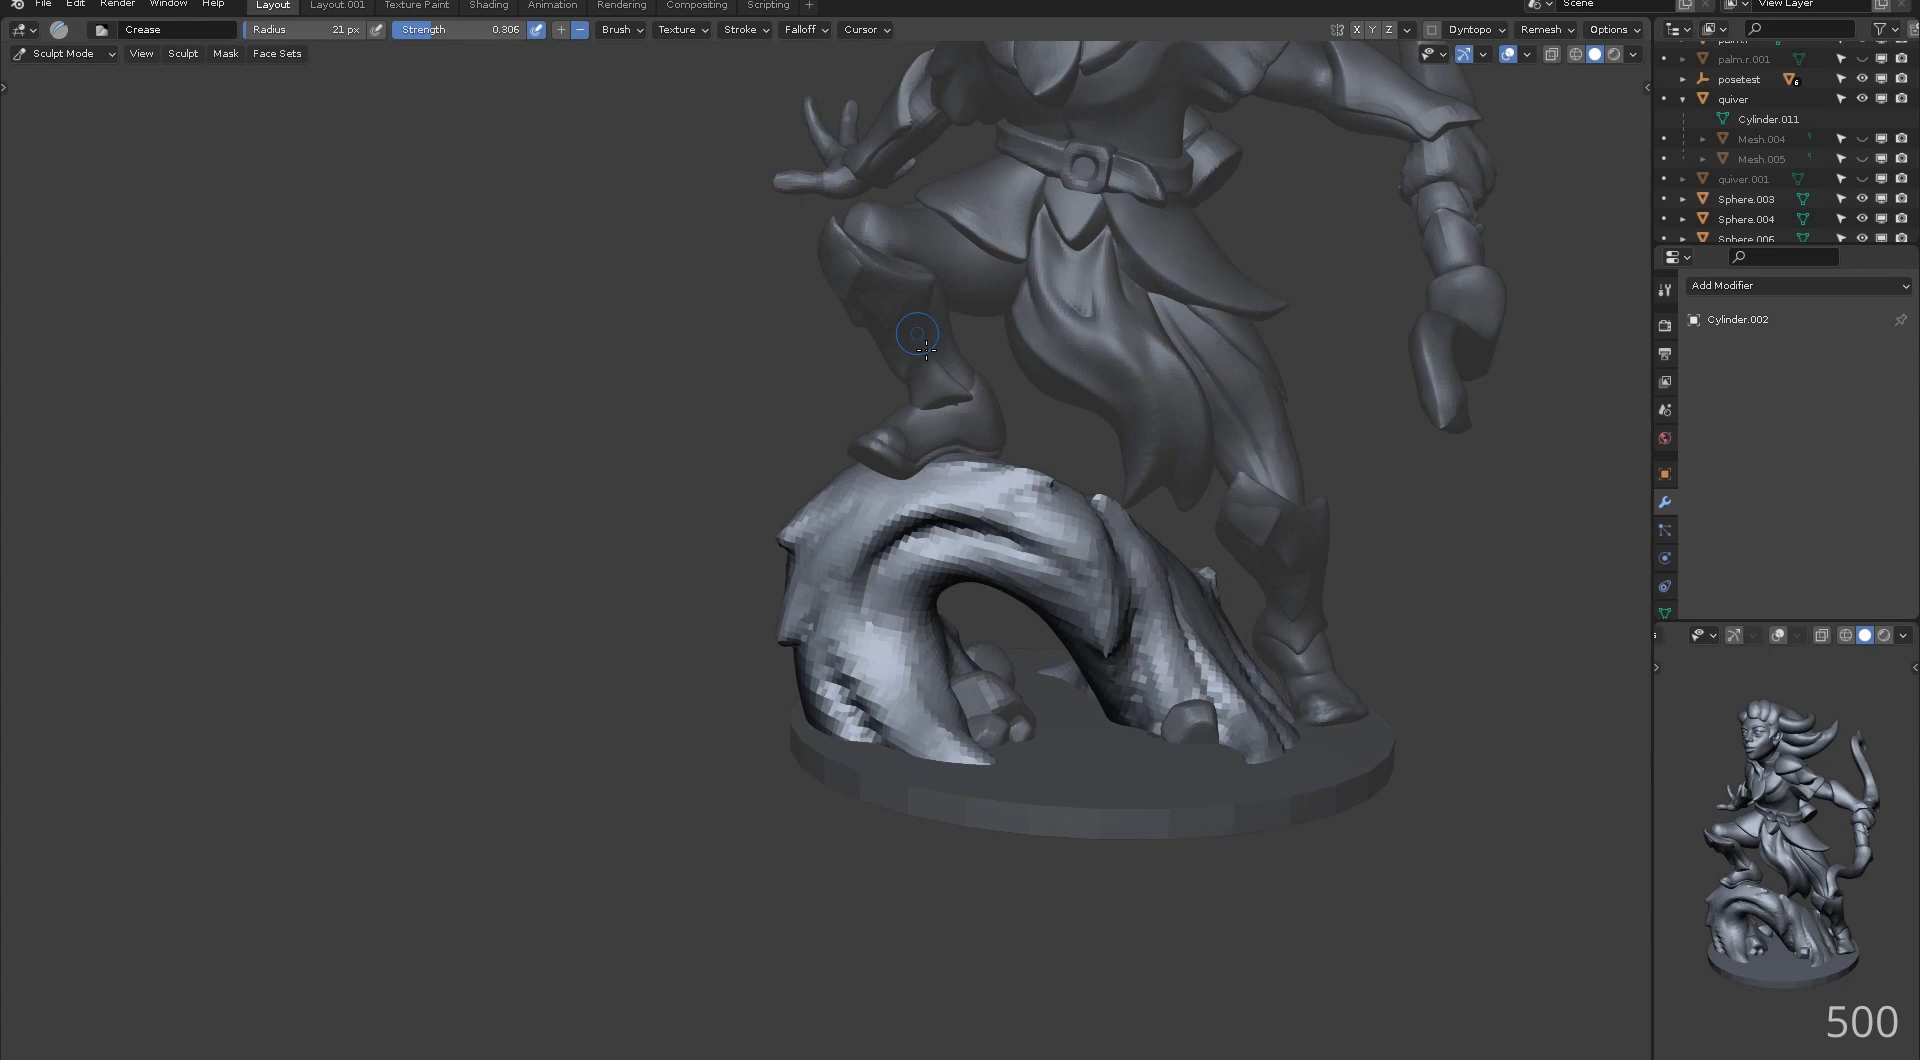 File Edit Render Window Help Layout Layout.001 Texture Paint Shading Animation Rendering Compositing Scripting + Scene View Layer
Crease Radius 21 px Strength 0.306 Brush Texture Stroke Falloff Cursor X Y Z Dyntopo Remesh Options
Sculpt Mode View Sculpt Mask Face Sets
palm.r.001
posetest 6
quiver
Cylinder.011
Mesh.004
Mesh.005
quiver.001
Sphere.003
Sphere.004
Sphere.006
Add Modifier
Cylinder.002
500